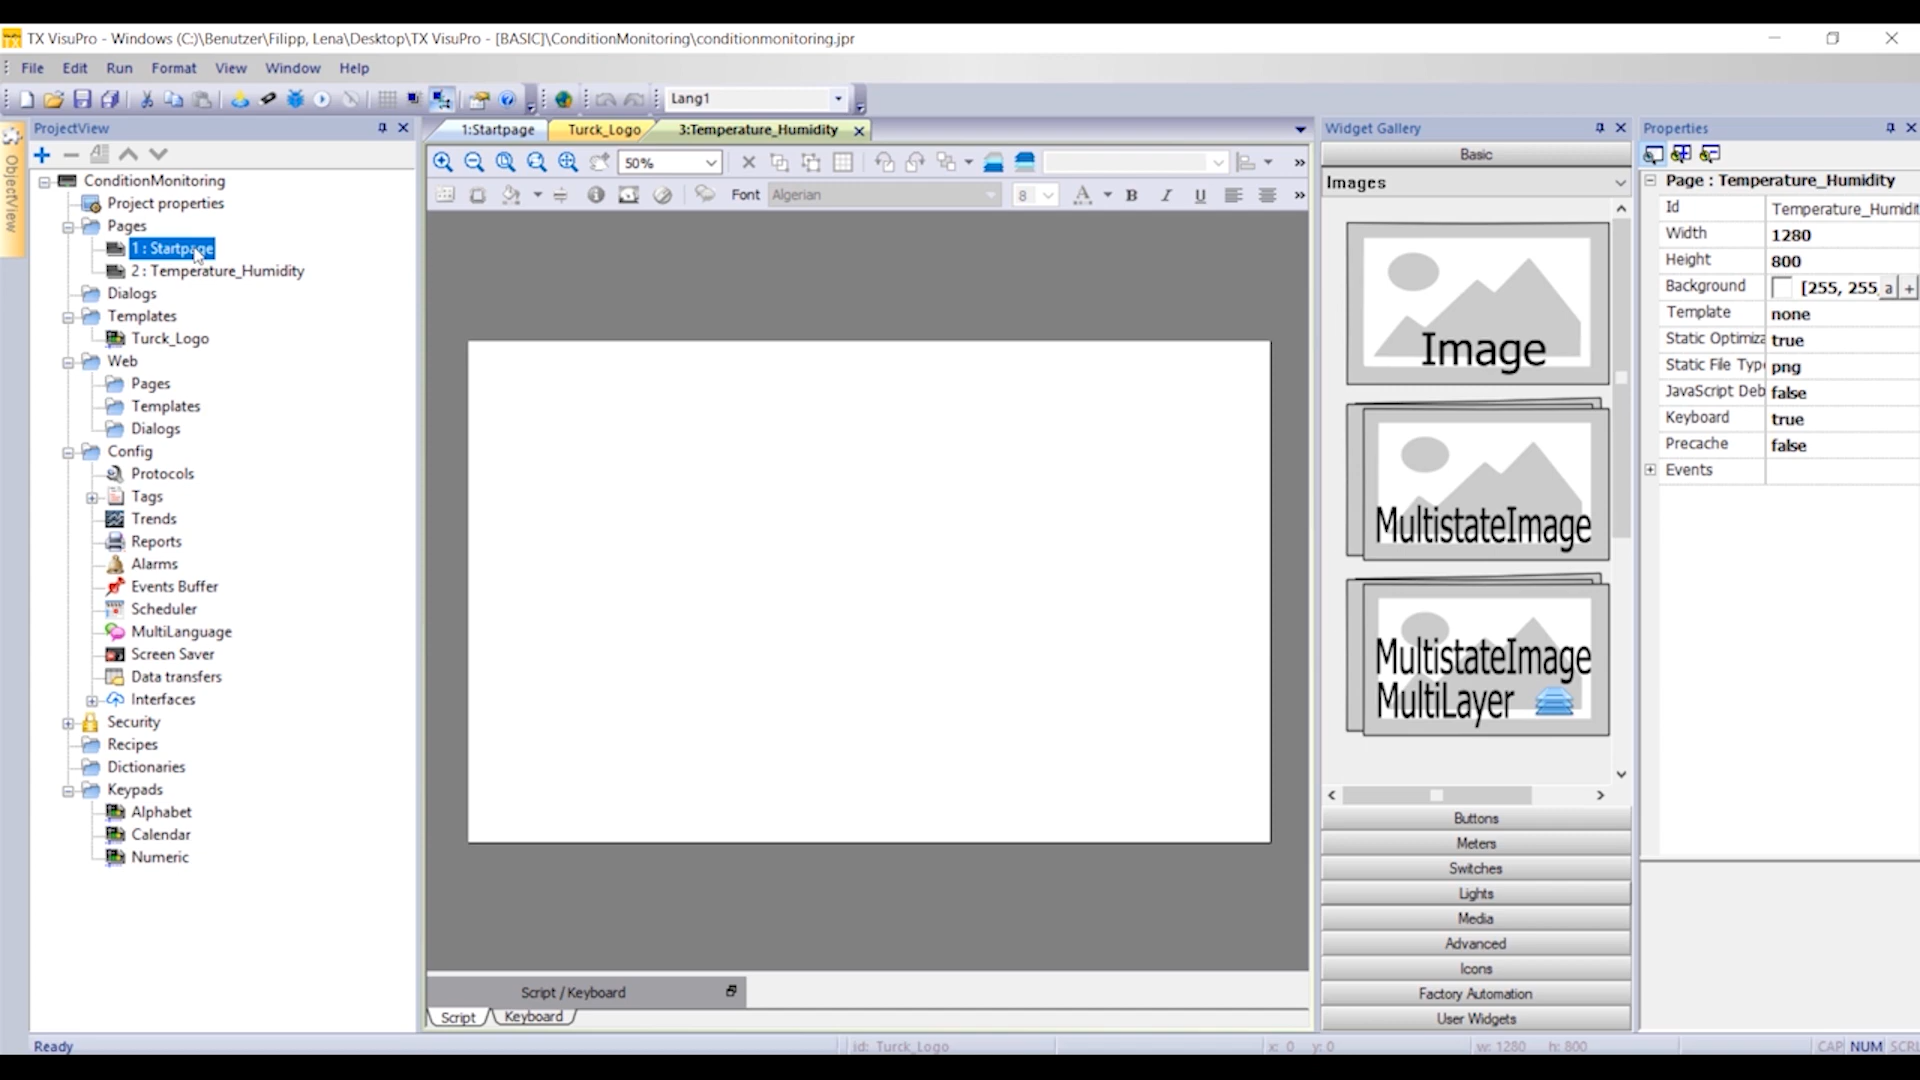 TX VisuPro - Windows (C:)\Benutzer\Filipp, Lena\Desktop\TX VisuPro - [BASIC]\ConditionMonitoring\conditionmonitoring.jpr
File Edit Run Format View Window Help
Lang1
ProjectView
1:Startpage Turck_Logo 3:Temperature_Humidity
Widget Gallery
Properties
ObjectView
50%
Font Algerian 8 A B I U
ConditionMonitoring
Project properties
Pages
1 : Startpage
2 : Temperature_Humidity
Dialogs
Templates
Turck_Logo
Web
Pages
Templates
Dialogs
Config
Protocols
Tags
Trends
Reports
Alarms
Events Buffer
Scheduler
MultiLanguage
Screen Saver
Data transfers
Interfaces
Security
Recipes
Dictionaries
Keypads
Alphabet
Calendar
Numeric
Script / Keyboard
Script Keyboard
Basic
Images
Image
MultistateImage
MultistateImage
MultiLayer
Buttons
Meters
Switches
Lights
Media
Advanced
Icons
Factory Automation
User Widgets
Page : Temperature_Humidity
Id Temperature_Humidit
Width 1280
Height 800
Background [255, 255, a +
Template none
Static Optimiza true
Static File Typ png
JavaScript Deb false
Keyboard true
Precache false
Events
Ready id: Turck_Logo x: 0 y: 0 w: 1280 h: 800 CAP NUM SCRL